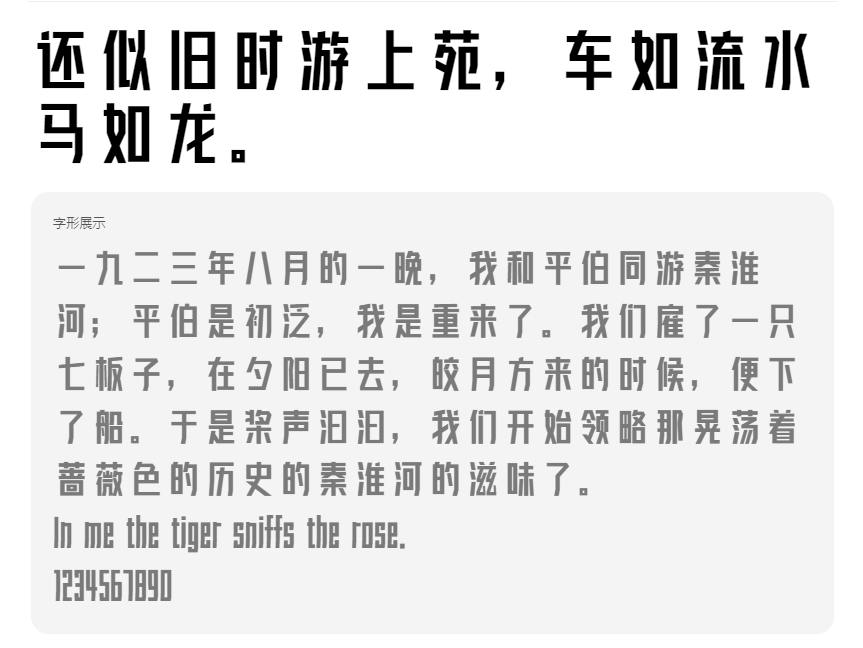 还似旧时游上苑，车如流水
马如龙。
字形展示
一九二三年八月的一晚，我和平伯同游秦淮
河；平伯是初泛，我是重来了。我们雇了一只
七板子，在夕阳已去，皎月方来的时候，便下
了船。于是桨声汩汩，我们开始领略那晃荡着
蔷薇色的历史的秦淮河的滋味了。
In me the tiger sniffs the rose.
1234567890